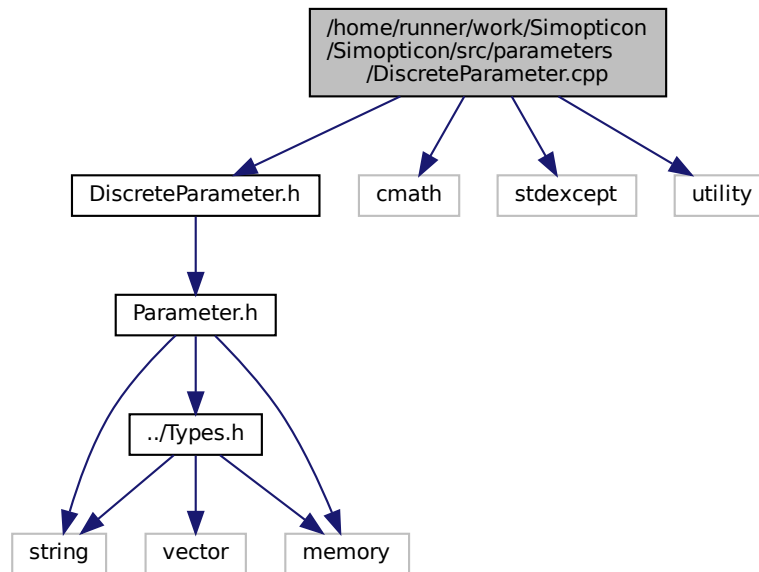 /home/runner/work/Simopticon
/Simopticon/src/parameters
/DiscreteParameter.cpp
DiscreteParameter.h
cmath
stdexcept
utility
Parameter.h
../Types.h
string
vector
memory